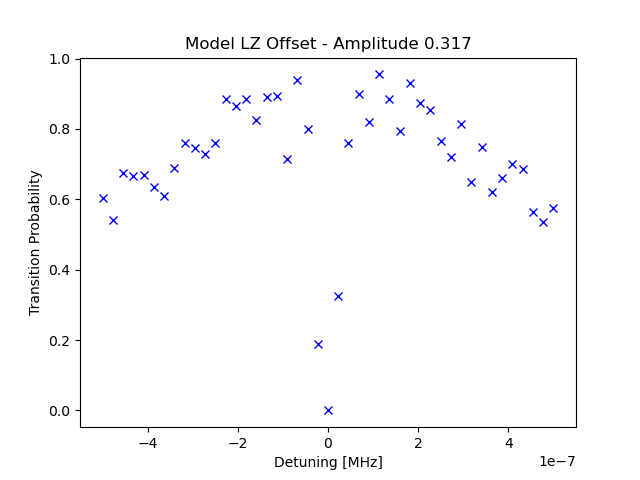 Model LZ Offset - Amplitude 0.317
Transition Probability
1.0
0.8
0.6
0.4
0.2
0.0
−4
−2
0
2
4
1e−7
Detuning [MHz]